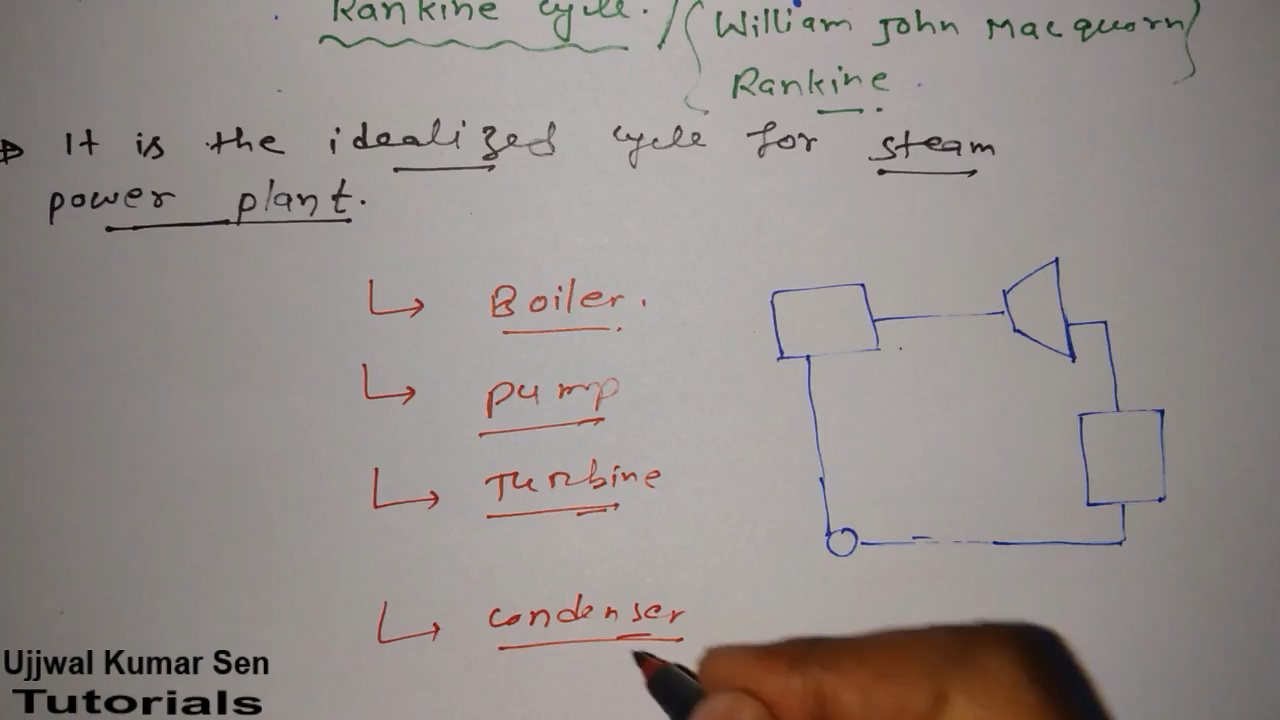 Rankine cycle. / (William John Macquorn
Rankine.
It is the idealized cycle for steam
power plant.
Boiler.
Pump
Turbine
Condenser
Ujjwal Kumar Sen
Tutorials